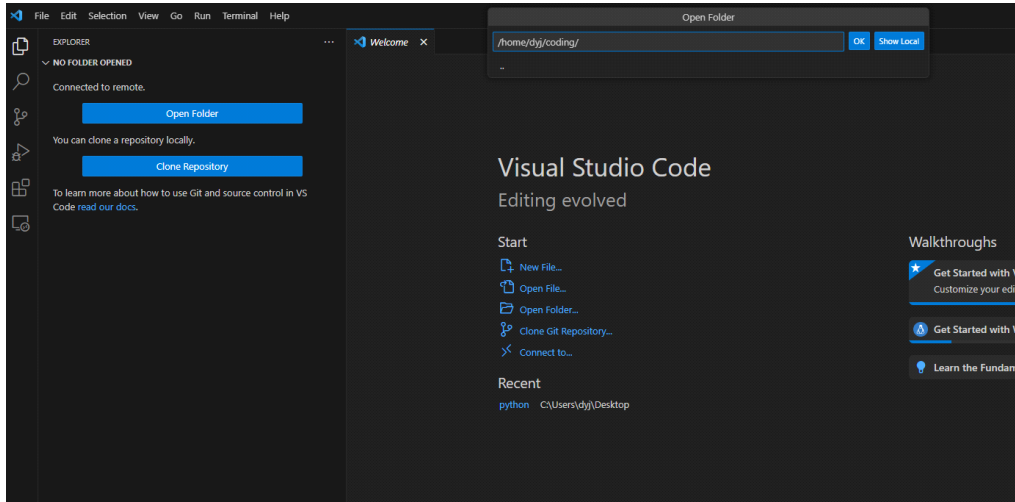 File Edit Selection View Go Run Terminal Help
Open Folder
/home/dyj/coding/
OK
Show Local
..
EXPLORER
...
NO FOLDER OPENED
Connected to remote.
Open Folder
You can clone a repository locally.
Clone Repository
To learn more about how to use Git and source control in VS
Code read our docs.
Welcome
Visual Studio Code
Editing evolved
Start
New File...
Open File...
Open Folder...
Clone Git Repository...
Connect to...
Recent
python C:\Users\dyj\Desktop
Walkthroughs
Get Started with
Customize your edi
Get Started with
Learn the Fundam